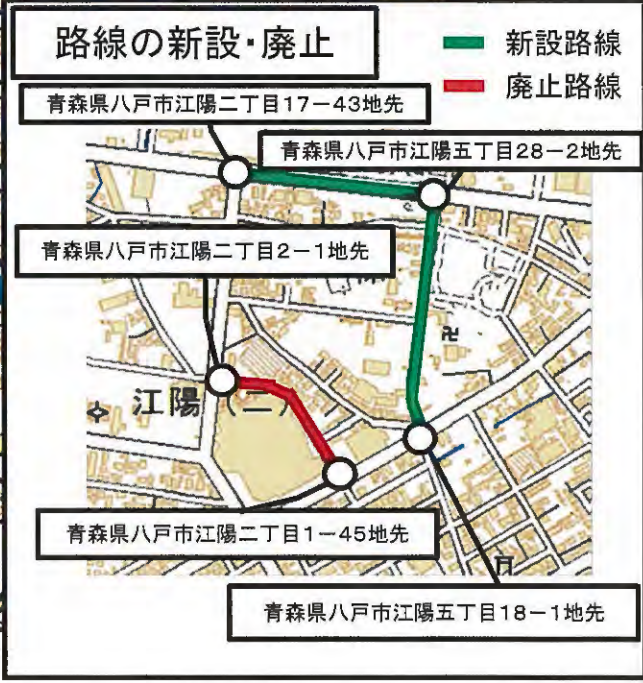 路線の新設・廃止
新設路線
廃止路線
青森県八戸市江陽二丁目17－43地先
青森県八戸市江陽五丁目28－2地先
青森県八戸市江陽二丁目2－1地先
江陽（二）
青森県八戸市江陽二丁目1－45地先
青森県八戸市江陽五丁目18－1地先